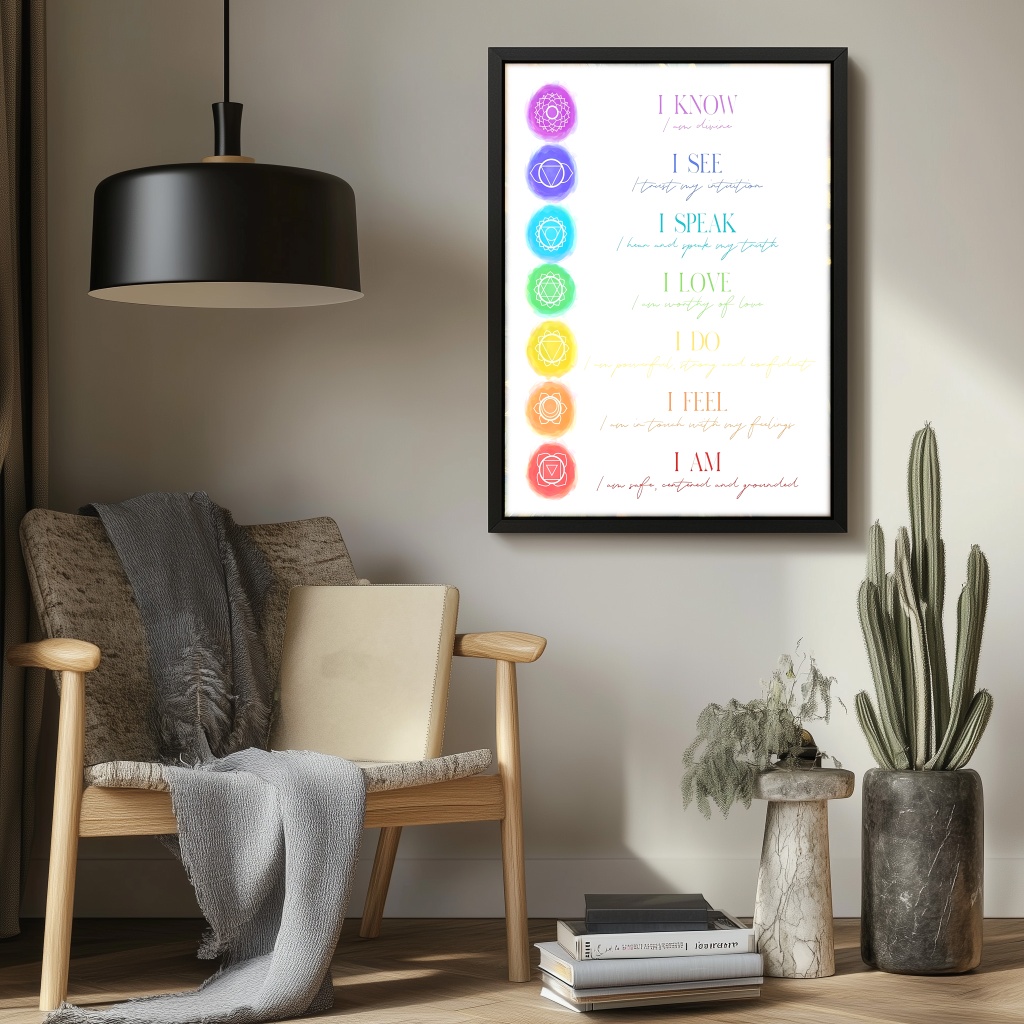 I KNOW
I am divine
I SEE
I trust my intuition
I SPEAK
I hear and speak my truth
I LOVE
I am worthy of love
I DO
I am powerful, strong and confident
I FEEL
I am in touch with my feelings
I AM
I am safe, centered and grounded